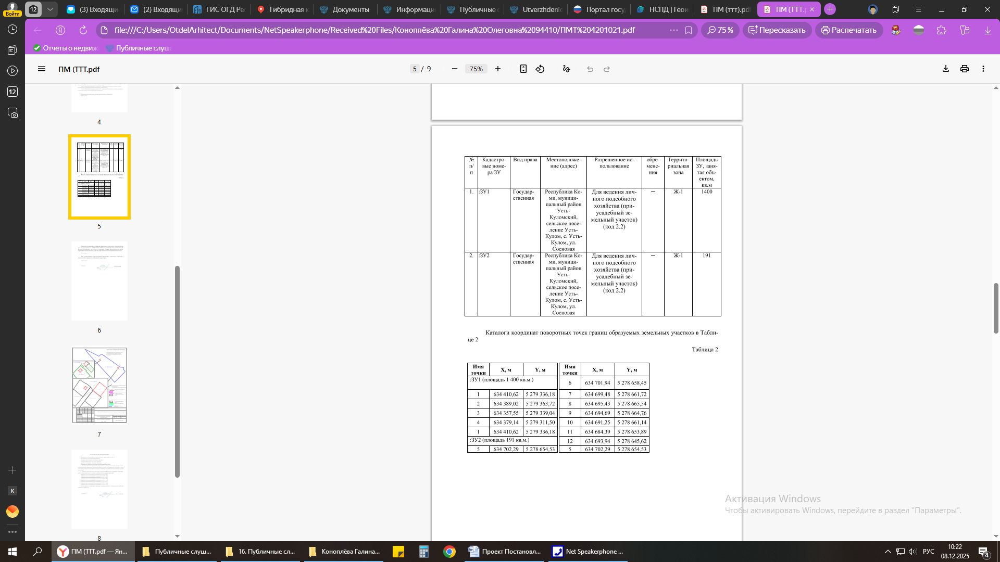 12
(3) Входящи
(2) Входящи
ГИС ОГД Рес
Гибридная к
Документы
Информаци
Публичные с
Utverzhdenie
Портал госу
НСПД | Геои
ПМ (ттт).pdf
ПМ (ТТТ.p
Войти
file:///C:/Users/OtdelArhitect/Documents/NetSpeakerphone/Received%20Files/Коноплёва%20Галина%20Олеговна%2094410/ПМТ%204201021.pdf
75 %
Пересказать
Распечатать
Отчеты о недвиж
Публичные слуша
12
ПМ (ТТТ.pdf
5 / 9
75%
4
5
6
7
8
№ п/п Кадастро-вые номе-ра ЗУ Вид права Местоположе-ние (адрес) Разрешенное ис-пользование обре-мене-ния Террито-риальная зона Площадь ЗУ, заня-тая объ-ектом, кв.м
1. :ЗУ1 Государ-ственная Республика Ко-ми, муници-пальный район Усть-Куломский, сельское посе-ление Усть-Кулом, с. Усть-Кулом, ул. Сосновая Для ведения лич-ного подсобного хозяйства (при-усадебный зе-мельный участок) (код 2.2) — Ж-1 1400
2. :ЗУ2 Государ-ственная Республика Ко-ми, муници-пальный район Усть-Куломский, сельское посе-ление Усть-Кулом, с. Усть-Кулом, ул. Сосновая Для ведения лич-ного подсобного хозяйства (при-усадебный зе-мельный участок) (код 2.2) — Ж-1 191
Каталоги координат поворотных точек границ образуемых земельных участков в Табли-
це 2
Таблица 2
Имя точки X, м Y, м Имя точки X, м Y, м
:ЗУ1 (площадь 1 400 кв.м.) 6 634 701,94 5 278 658,45
1 634 410,62 5 279 336,18 7 634 699,48 5 278 661,72
2 634 389,02 5 279 363,72 8 634 695,43 5 278 665,54
3 634 357,55 5 279 339,04 9 634 694,69 5 278 664,76
4 634 379,14 5 279 311,50 10 634 691,25 5 278 661,14
1 634 410,62 5 279 336,18 11 634 684,39 5 278 653,89
:ЗУ2 (площадь 191 кв.м.) 12 634 693,94 5 278 645,62
5 634 702,29 5 278 654,53 5 634 702,29 5 278 654,53
К
Активация Windows
Чтобы активировать Windows, перейдите в раздел "Параметры".
ПМ (ТТТ.pdf — Ян...
Публичные слуш...
16. Публичные сл...
Коноплёва Галина...
Проект Постановл...
Net Speakerphone ...
РУС
10:22
08.12.2025
4